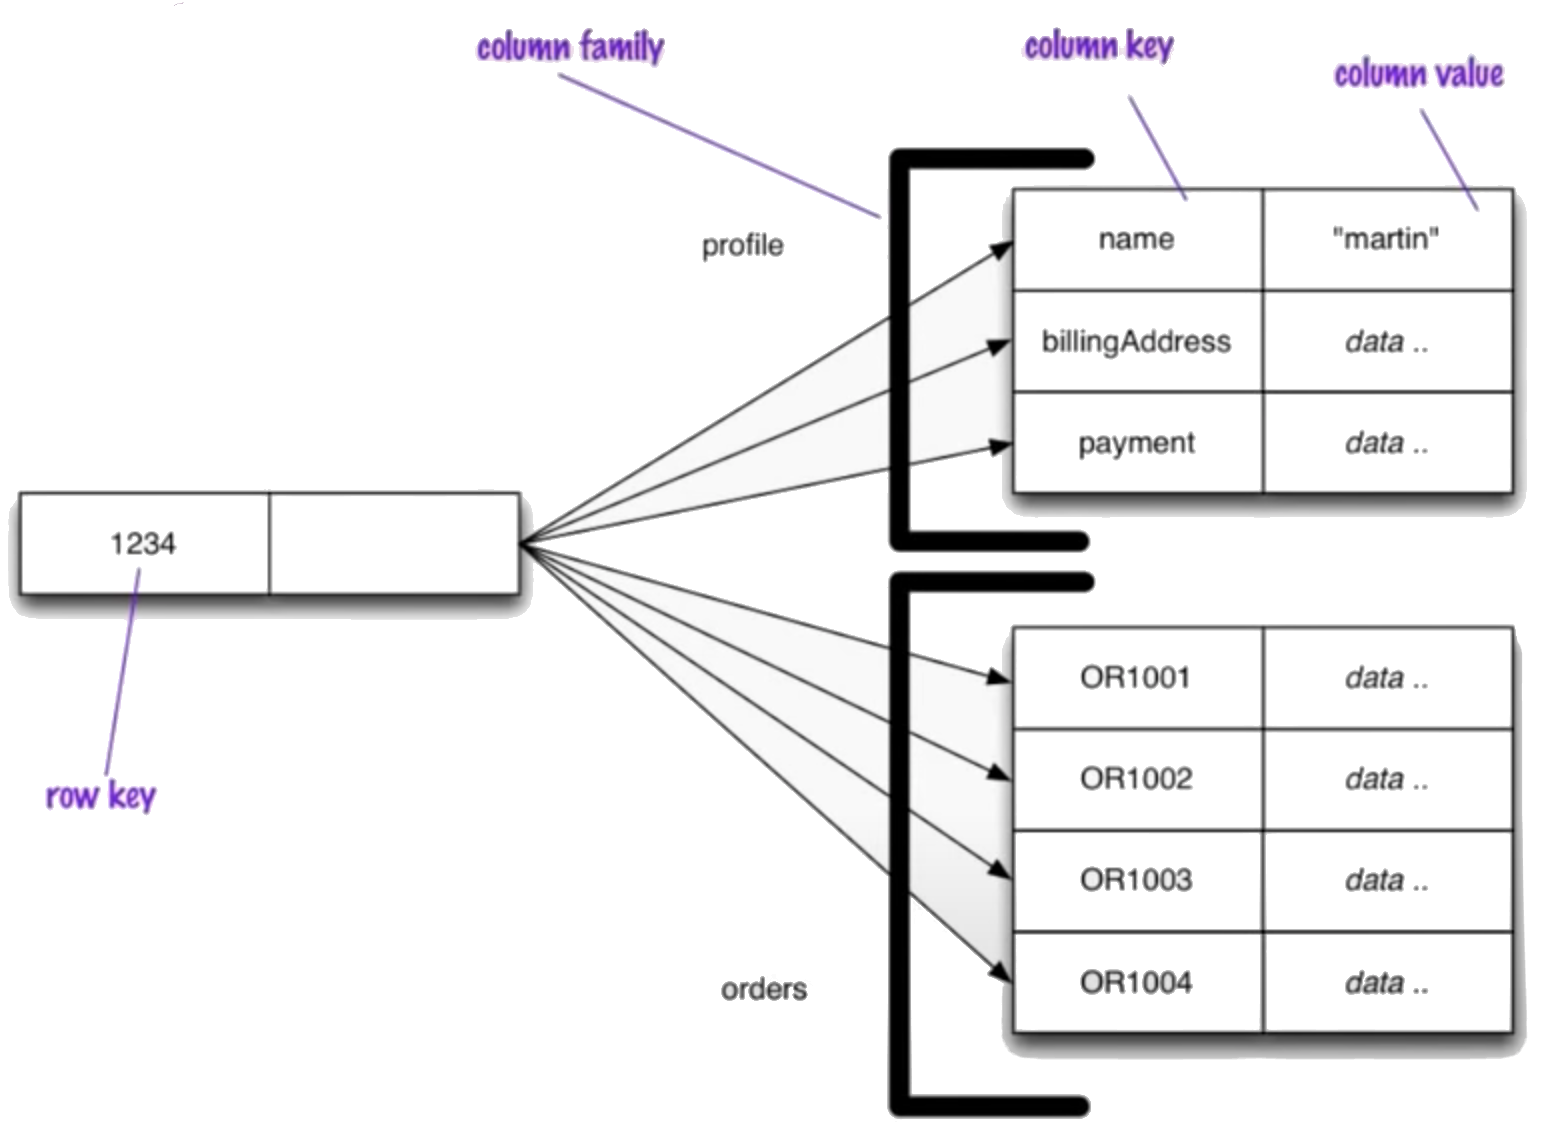 column family
column key
column value
profile
name
"martin"
billingAddress
data ..
payment
data ..
1234
row key
OR1001
data ..
OR1002
data ..
OR1003
data ..
OR1004
data ..
orders